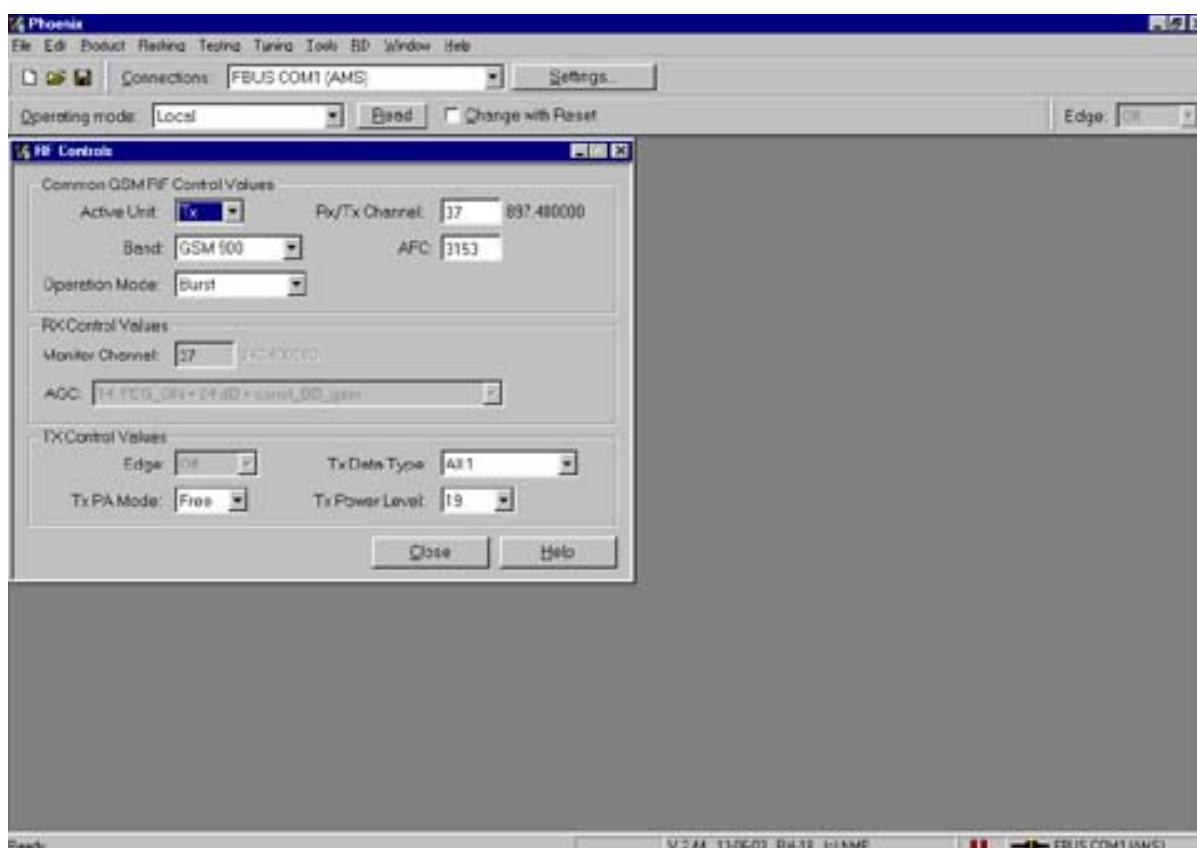 Phoenix
File Edit Product Flashing Testing Tuning Tools BD Window Help
Connections: FBUS COM1 (AMS) Settings...
Operating mode: Local Read Change with Reset Edge: Off
RF Controls
Common GSM RF Control Values
Active Unit: Tx Rx/Tx Channel: 37 897.400000
Band: GSM 900 AFC: 3153
Operation Mode: Burst
RX Control Values
Monitor Channel: 37
AGC:
TX Control Values
Edge: Off Tx Data Type: All 1
Tx PA Mode: Free Tx Power Level: 19
Close Help
Ready FBUS COM1 (AMS)